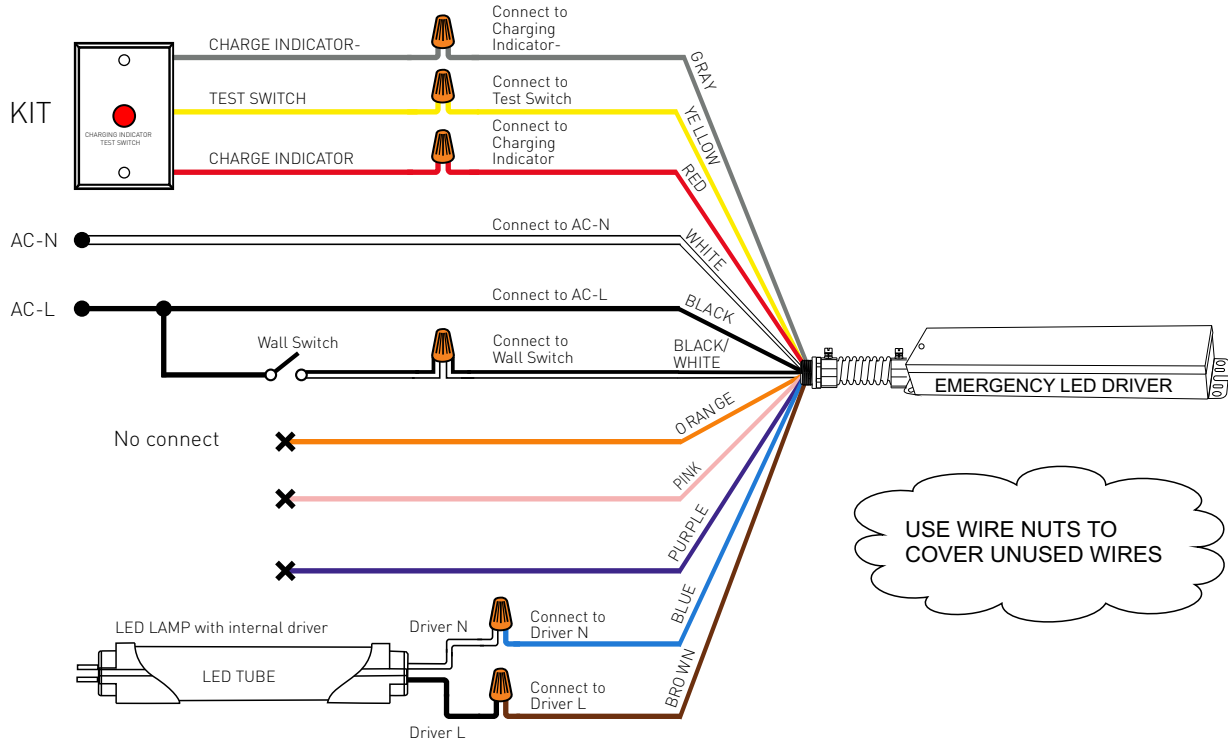 KIT
CHARGING INDICATOR
TEST SWITCH
CHARGE INDICATOR-
Connect to
Charging
Indicator-
GRAY
TEST SWITCH
Connect to
Test Switch
YELLOW
CHARGE INDICATOR
Connect to
Charging
Indicator
RED
AC-N
Connect to AC-N
WHITE
AC-L
Connect to AC-L
BLACK
Wall Switch
Connect to
Wall Switch
BLACK/
WHITE
EMERGENCY LED DRIVER
No connect
ORANGE
PINK
PURPLE
USE WIRE NUTS TO
COVER UNUSED WIRES
LED LAMP with internal driver
LED TUBE
Driver N
Connect to
Driver N
BLUE
Driver L
Connect to
Driver L
BROWN